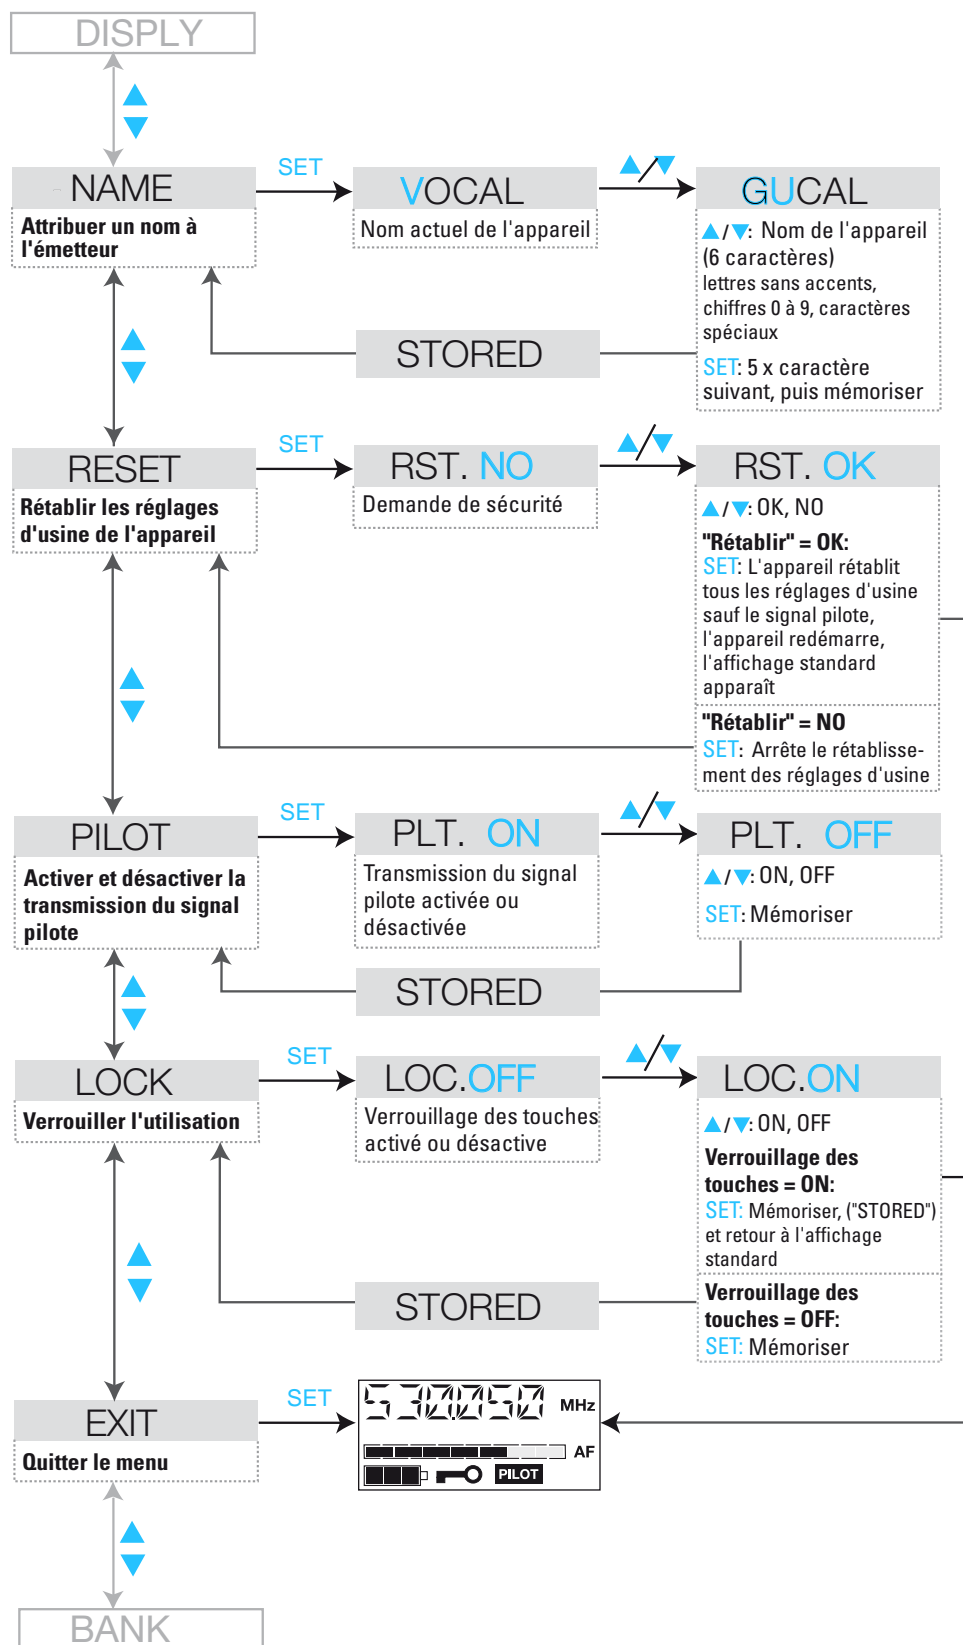 DISPLY
NAME
Attribuer un nom à
l'émetteur
SET
VOCAL
Nom actuel de l'appareil
GUCAL
▲/▼: Nom de l'appareil
(6 caractères)
lettres sans accents,
chiffres 0 à 9, caractères
spéciaux
SET: 5 x caractère
suivant, puis mémoriser
STORED
RESET
Rétablir les réglages
d'usine de l'appareil
SET
RST. NO
Demande de sécurité
RST. OK
▲/▼: OK, NO
"Rétablir" = OK:
SET: L'appareil rétablit
tous les réglages d'usine
sauf le signal pilote,
l'appareil redémarre,
l'affichage standard
apparaît
"Rétablir" = NO
SET: Arrête le rétablisse-
ment des réglages d'usine
PILOT
Activer et désactiver la
transmission du signal
pilote
SET
PLT. ON
Transmission du signal
pilote activée ou
désactivée
PLT. OFF
▲/▼: ON, OFF
SET: Mémoriser
STORED
LOCK
Verrouiller l'utilisation
SET
LOC.OFF
Verrouillage des touches
activé ou désactive
LOC.ON
▲/▼: ON, OFF
Verrouillage des
touches = ON:
SET: Mémoriser, ("STORED")
et retour à l'affichage
standard
Verrouillage des
touches = OFF:
SET: Mémoriser
STORED
EXIT
Quitter le menu
SET
530.050 MHz
AF
PILOT
BANK